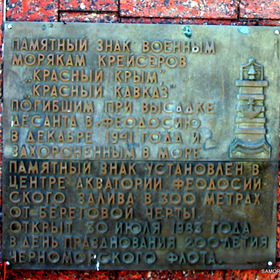 ПАМЯТНЫЙ ЗНАК ВОЕННЫМ
МОРЯКАМ КРЕЙСЕРОВ
"КРАСНЫЙ КРЫМ"
"КРАСНЫЙ КАВКАЗ"
ПОГИБШИМ ПРИ ВЫСАДКЕ
ДЕСАНТА В ФЕОДОСИЮ
В ДЕКАБРЕ 1941 ГОДА И
ЗАХОРОНЕННЫМ В МОРЕ
ПАМЯТНЫЙ ЗНАК УСТАНОВЛЕН В
ЦЕНТРЕ АКВАТОРИИ ФЕОДОСИЙ-
СКОГО ЗАЛИВА В 300 МЕТРАХ
ОТ БЕРЕГОВОЙ ЧЕРТЫ
ОТКРЫТ 30 ИЮЛЯ 1983 ГОДА
В ДЕНЬ ПРАЗДНОВАНИЯ 200-ЛЕТИЯ
ЧЕРНОМОРСКОГО ФЛОТА